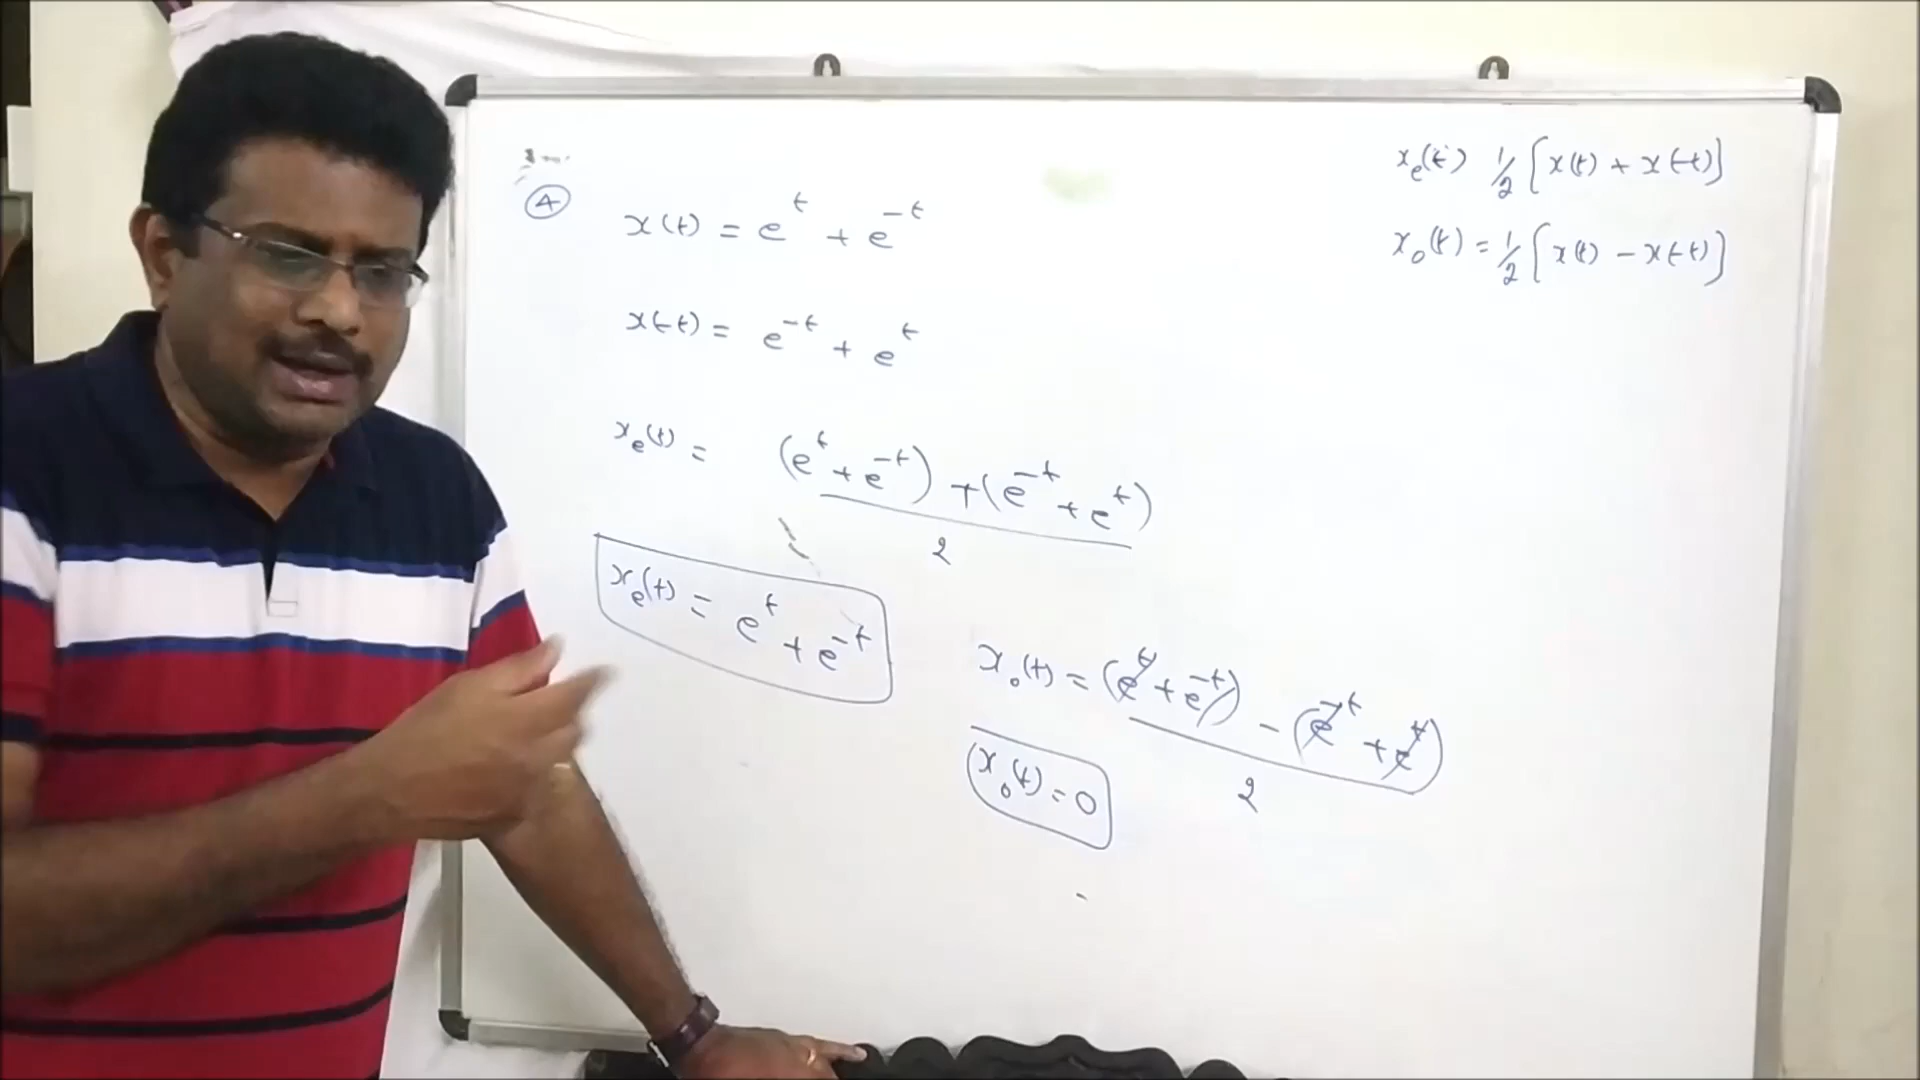 ④ x(t) = e^t + e^-t
x(-t) = e^-t + e^t
x_e(t) = (e^t + e^-t) + (e^-t + e^t)
2
x_e(t) = e^t + e^-t
x_e(t) 1/2 [x(t) + x(-t)]
x_o(t) = 1/2 [x(t) - x(-t)]
x_o(t) = (e^t + e^-t) - (e^-t + e^t)
2
x_o(t) = 0